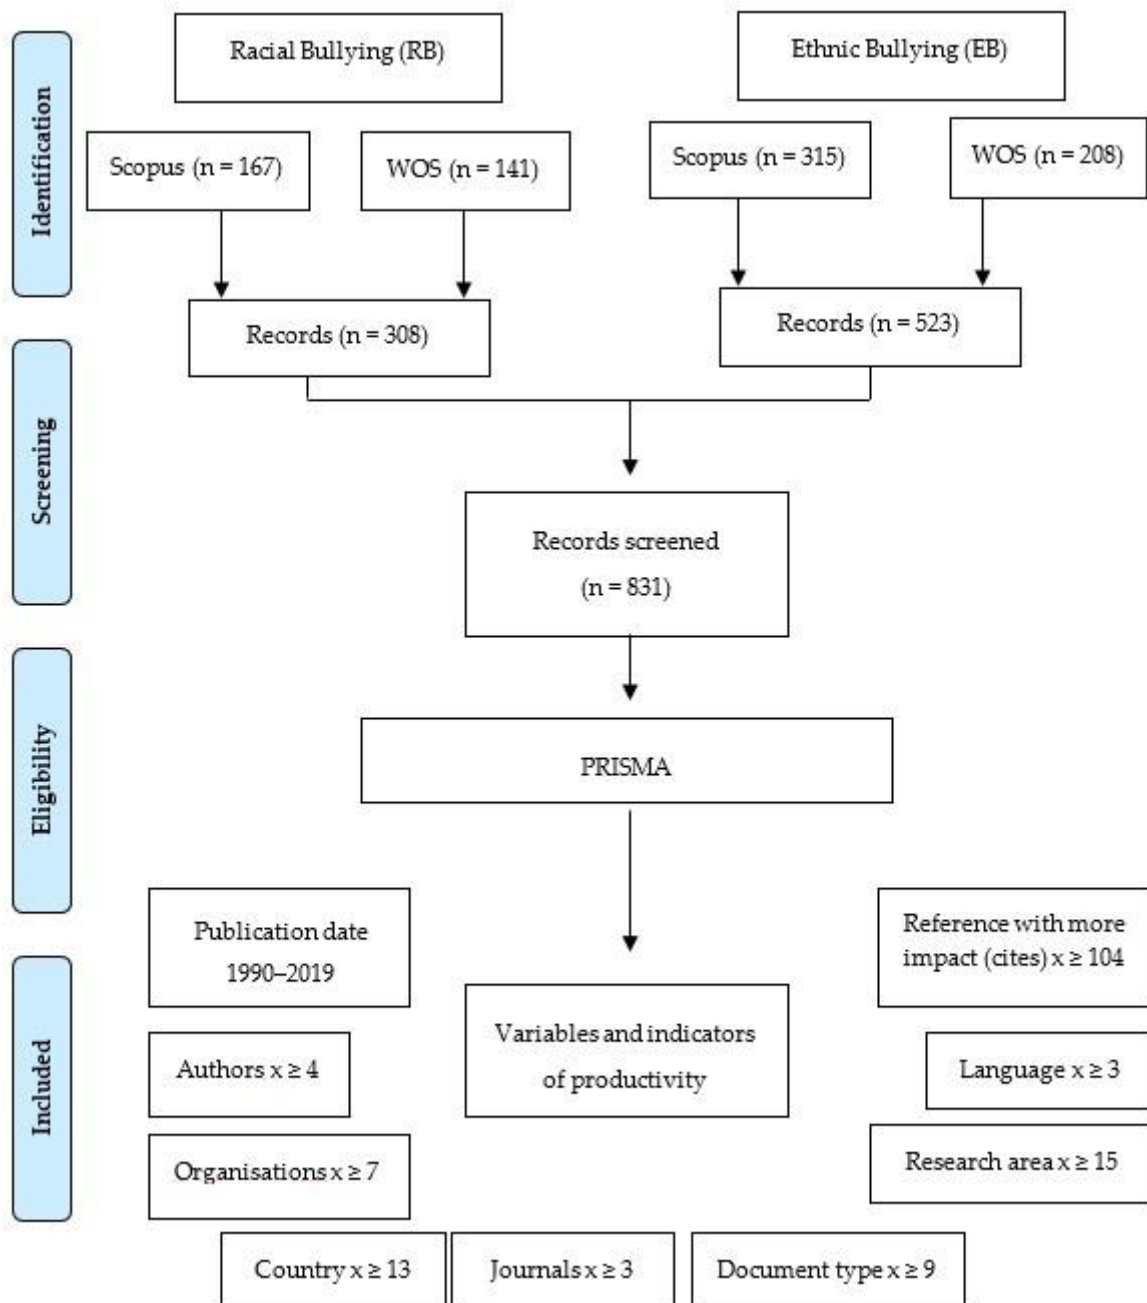 Identification
Racial Bullying (RB)
Ethnic Bullying (EB)
Scopus (n = 167)
WOS (n = 141)
Scopus (n = 315)
WOS (n = 208)
Records (n = 308)
Records (n = 523)
Screening
Records screened
(n = 831)
Eligibility
PRISMA
Included
Publication date
1990–2019
Reference with more
impact (cites) x ≥ 104
Variables and indicators
of productivity
Authors x ≥ 4
Language x ≥ 3
Organisations x ≥ 7
Research area x ≥ 15
Country x ≥ 13
Journals x ≥ 3
Document type x ≥ 9